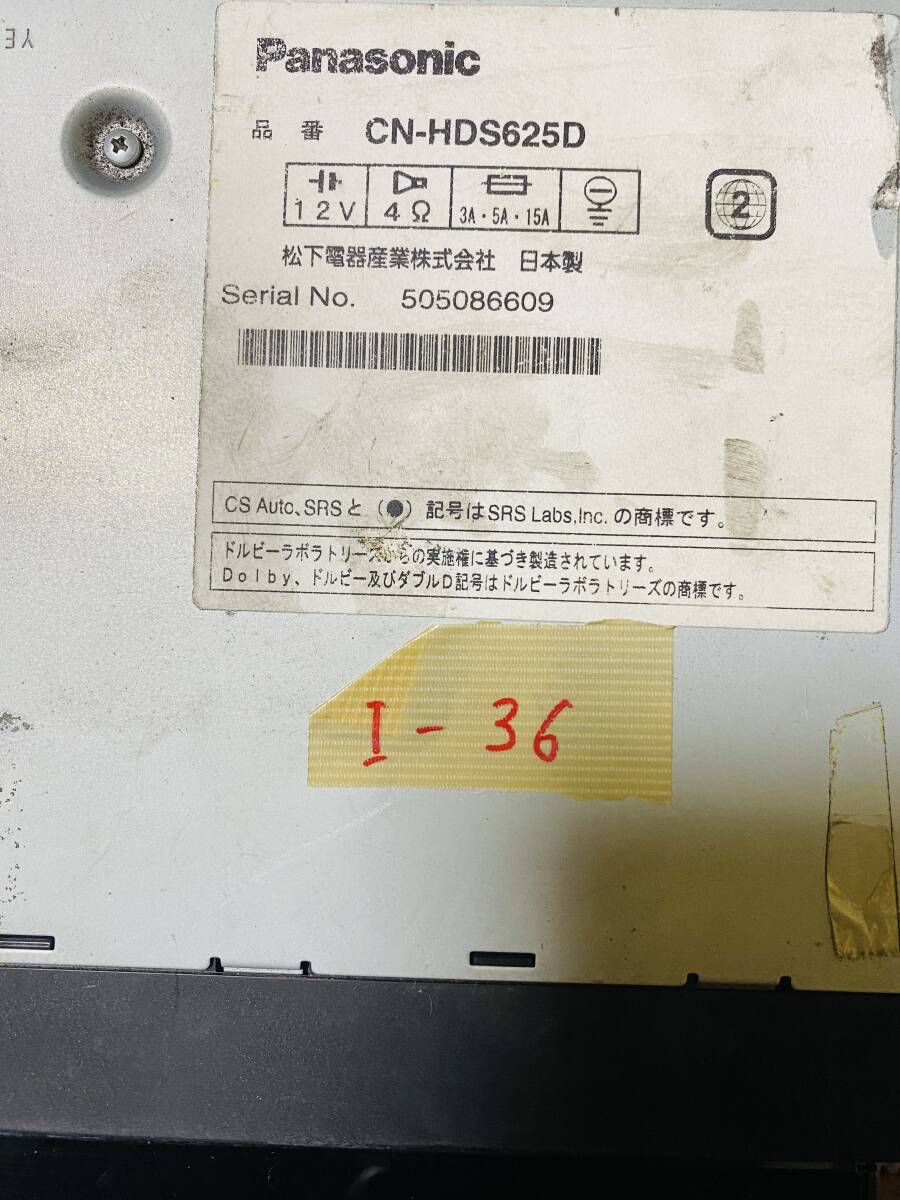 Panasonic
品番 CN-HDS625D
12V 4Ω 3A・5A・15A
2
松下電器産業株式会社 日本製
Serial No. 505086609
CS Auto、SRSと(●)記号はSRS Labs,Inc. の商標です。
ドルビーラボラトリーズからの実施権に基づき製造されています。
Dolby、ドルビー及びダブルD記号はドルビーラボラトリーズの商標です。
I-36